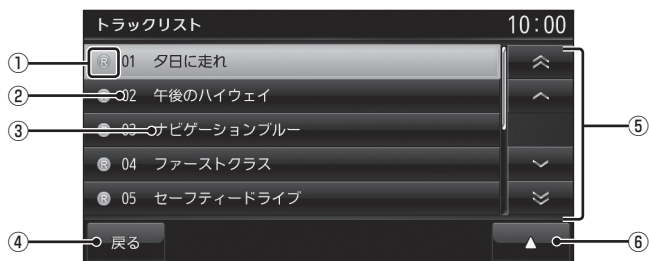 トラックリスト 10:00
① Ⓡ 01 夕日に走れ
② Ⓡ 02 午後のハイウェイ
③ Ⓡ 03 ナビゲーションブルー ⑤
Ⓡ 04 ファーストクラス
Ⓡ 05 セーフティードライブ
④ 戻る ▲ ⑥